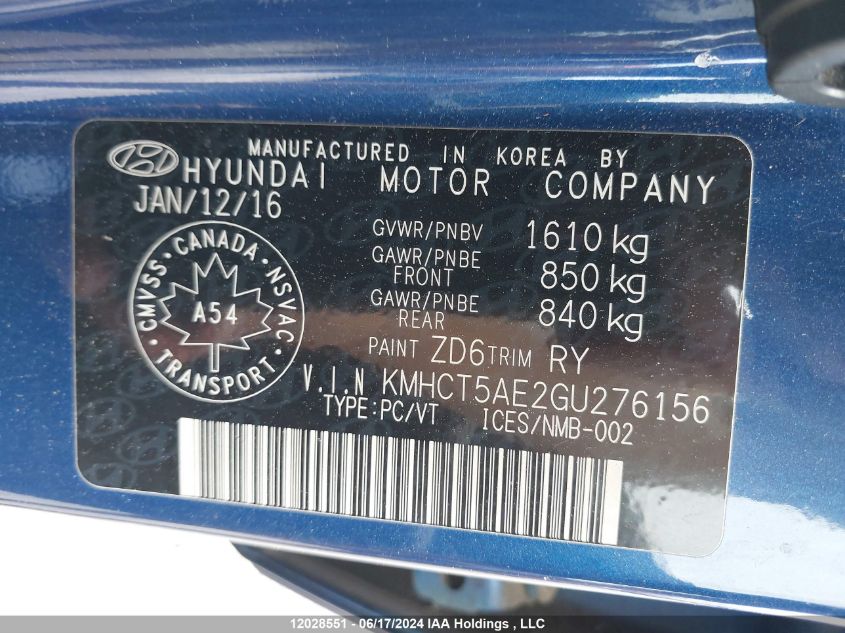 MANUFACTURED IN KOREA BY
HYUNDAI MOTOR COMPANY
JAN/12/16
GVWR/PNBV 1610 kg
GAWR/PNBE
FRONT 850 kg
GAWR/PNBE
REAR 840 kg
CANADA
CMVSS · NSVAC
A54
TRANSPORT
PAINT ZD6 TRIM RY
V.I.N KMHCT5AE2GU276156
TYPE:PC/VT ICES/NMB-002
12028551 - 06/17/2024 IAA Holdings , LLC